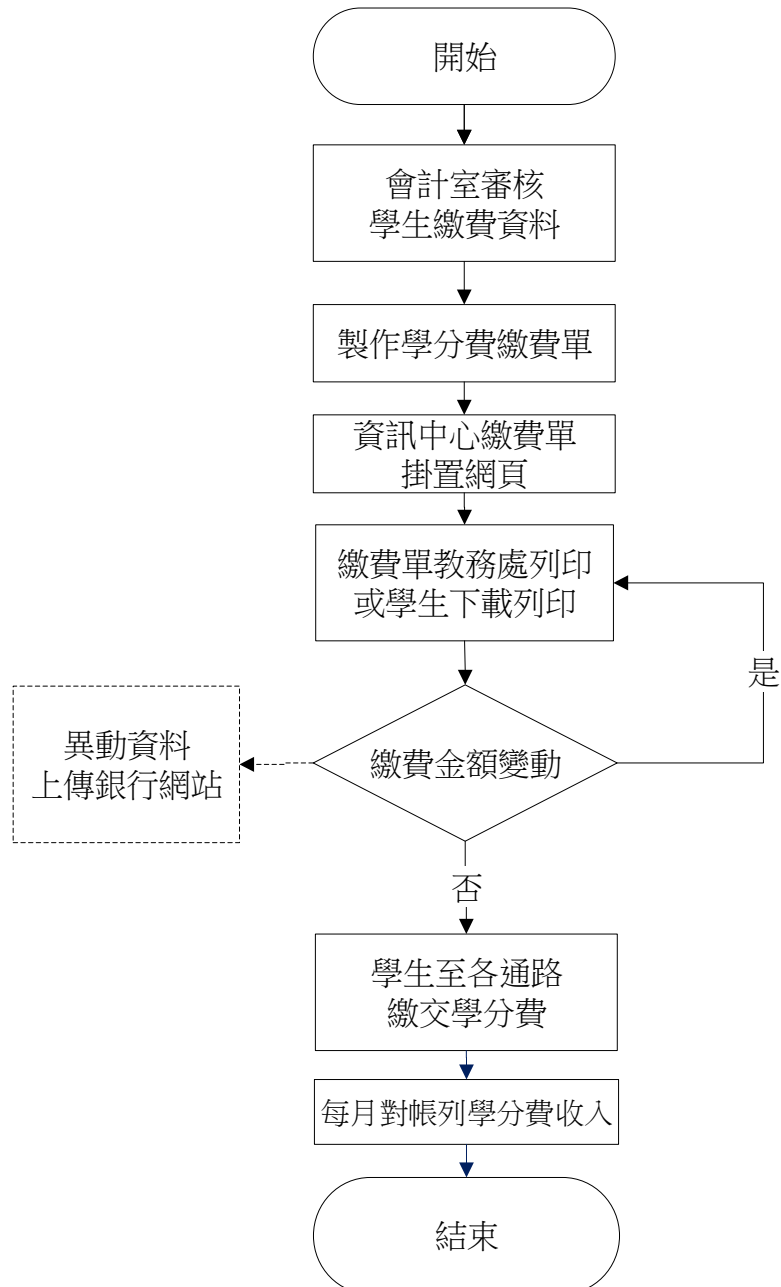 開始
會計室審核
學生繳費資料
製作學分費繳費單
資訊中心繳費單
掛置網頁
繳費單教務處列印
或學生下載列印
是
異動資料
上傳銀行網站
繳費金額變動
否
學生至各通路
繳交學分費
每月對帳列學分費收入
結束